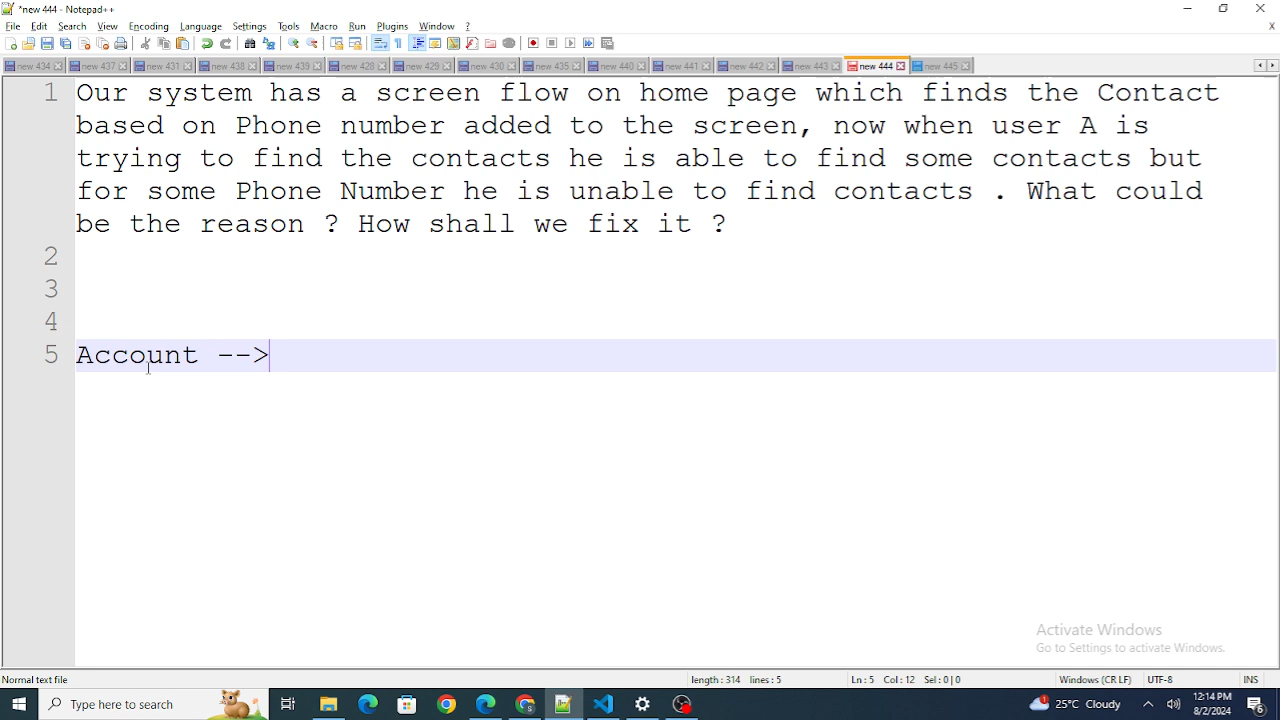 *new 444 - Notepad++
File Edit Search View Encoding Language Settings Tools Macro Run Plugins Window ?
new 434 new 437 new 431 new 438 new 439 new 428 new 429 new 430 new 435 new 440 new 441 new 442 new 443 new 444 new 445
1 Our system has a screen flow on home page which finds the Contact
based on Phone number added to the screen, now when user A is
trying to find the contacts he is able to find some contacts but
for some Phone Number he is unable to find contacts . What could
be the reason ? How shall we fix it ?
2
3
4
5 Account -->
Activate Windows
Go to Settings to activate Windows.
Normal text file length : 314 lines : 5 Ln : 5 Col : 12 Sel : 0 | 0 Windows (CR LF) UTF-8 INS
Type here to search 25°C Cloudy 12:14 PM
8/2/2024 6